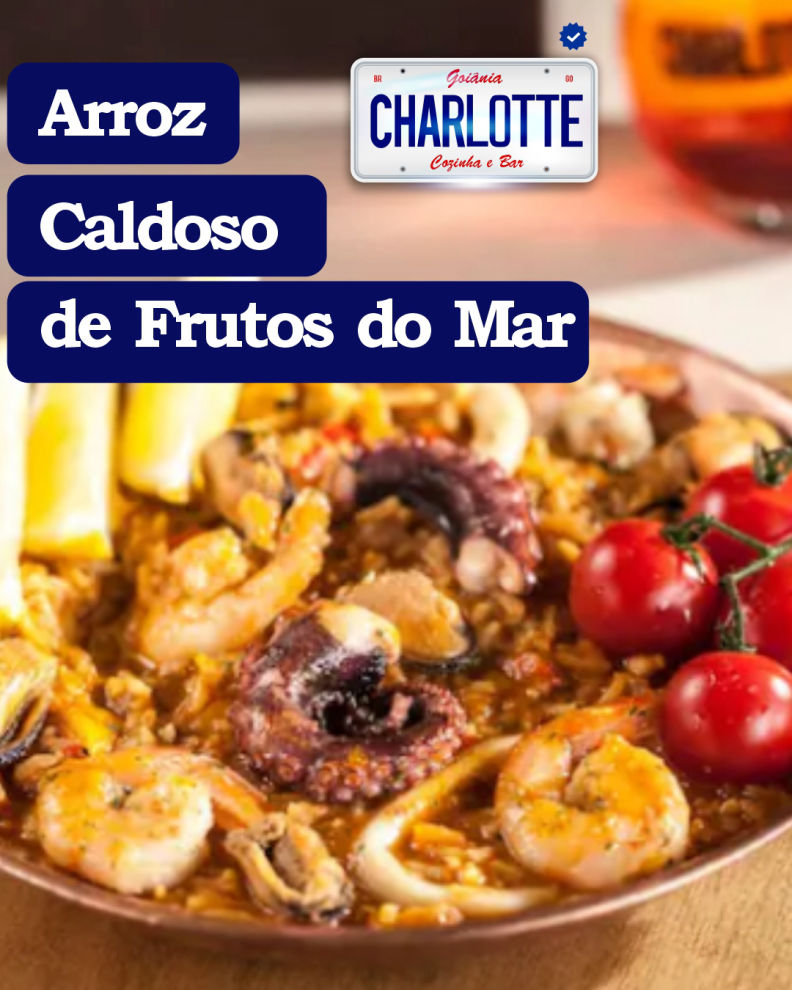 Arroz
Caldoso
de Frutos do Mar
BR Goiânia GO
CHARLOTTE
Cozinha e Bar